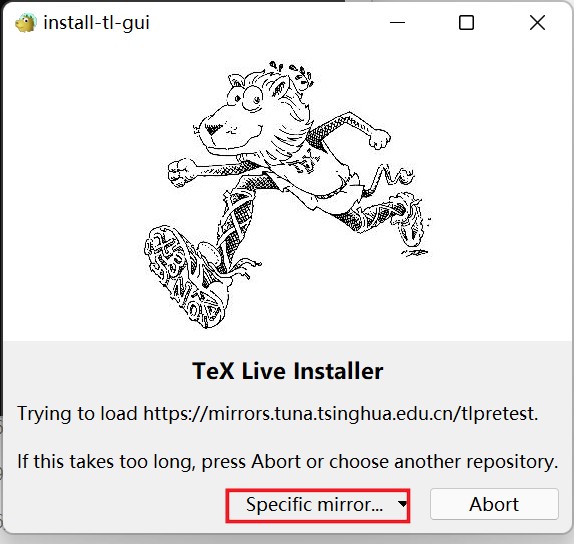 install-tl-gui
TeX Live Installer
Trying to load https://mirrors.tuna.tsinghua.edu.cn/tlpretest.
If this takes too long, press Abort or choose another repository.
Specific mirror...
Abort